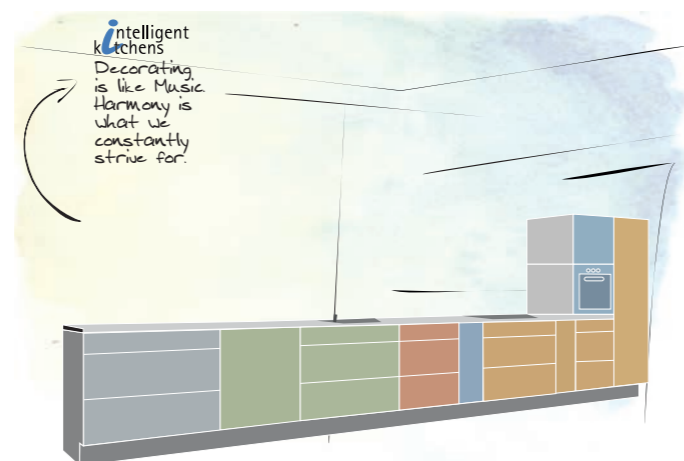 intelligent
kitchens
Decorating
is like Music.
Harmony is
what we
constantly
strive for.